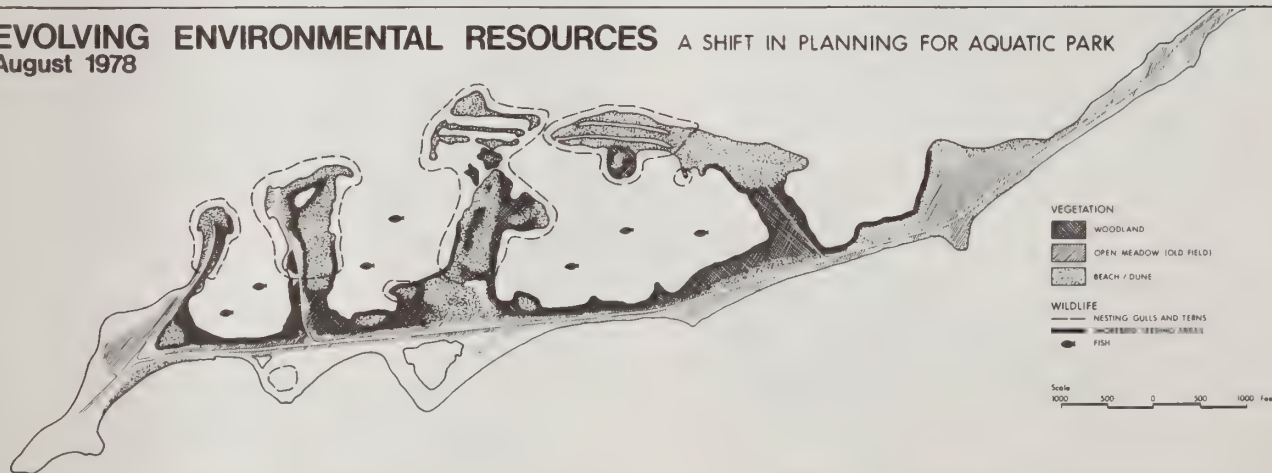 EVOLVING ENVIRONMENTAL RESOURCES A SHIFT IN PLANNING FOR AQUATIC PARK
August 1978
VEGETATION
WOODLAND
OPEN MEADOW (OLD FIELD)
BEACH / DUNE
WILDLIFE
NESTING GULLS AND TERNS
FISH
Scale
1000 500 0 500 1000 Feet